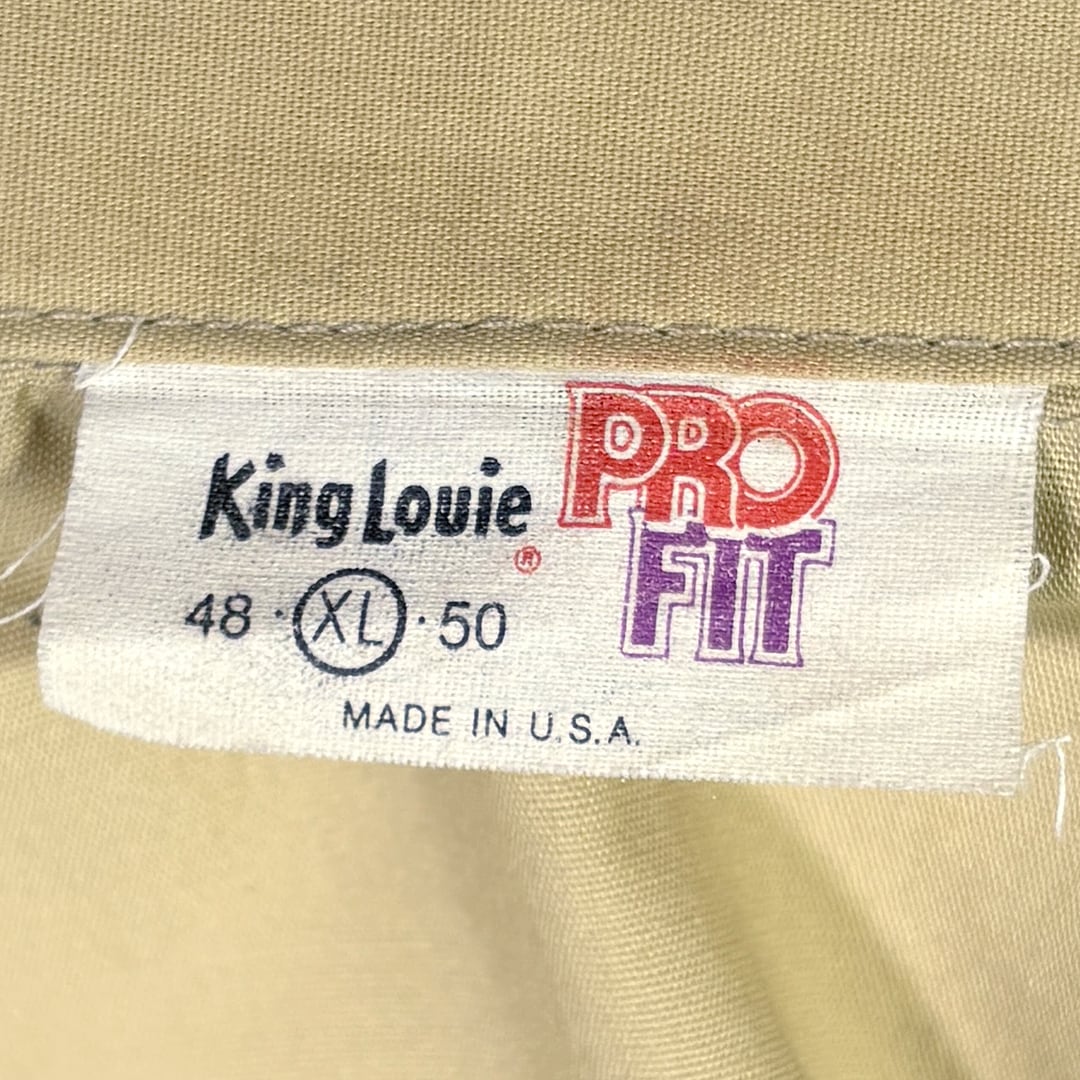 King Louie ®
PRO
FIT
48 · XL · 50
MADE IN U.S.A.